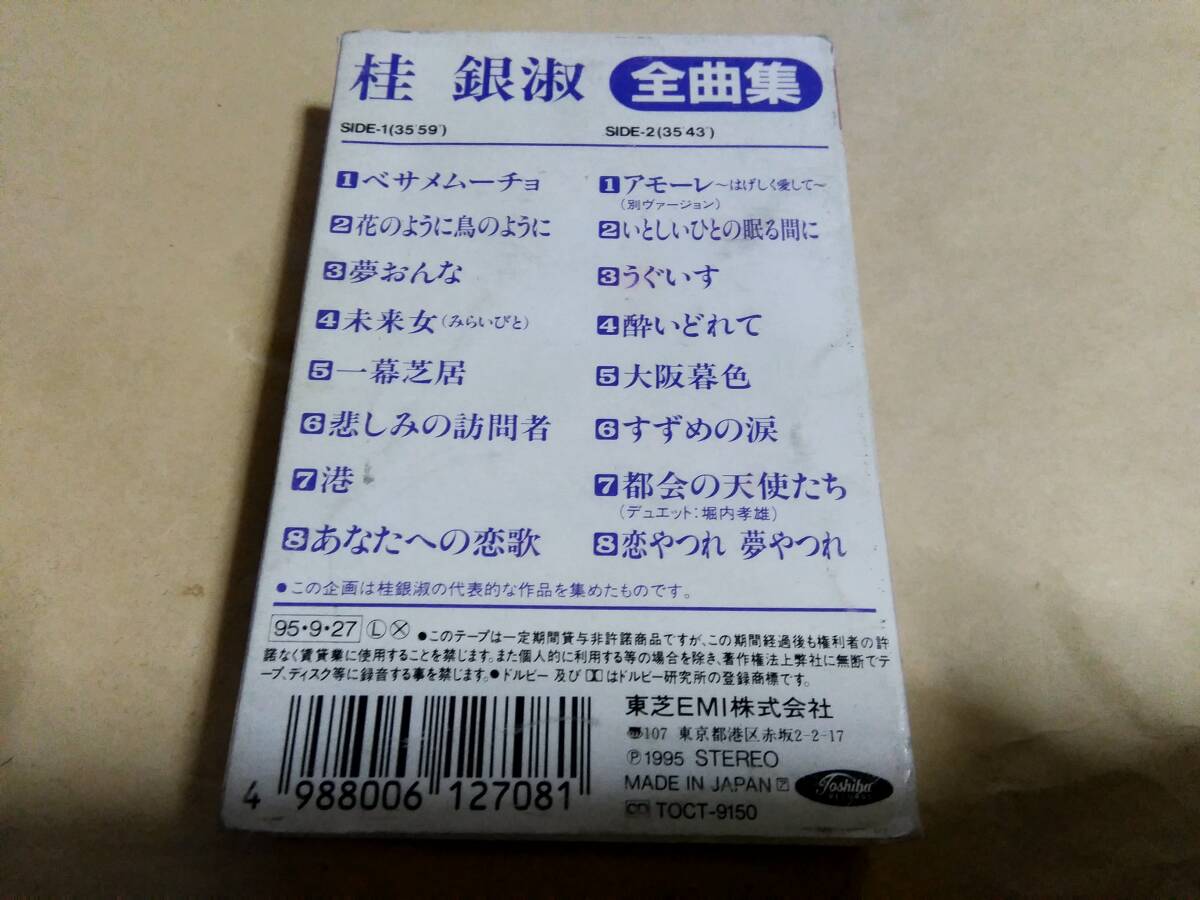 桂 銀淑 全曲集
SIDE-1(35'59")
1 ベサメムーチョ
2 花のように鳥のように
3 夢おんな
4 未来女(みらいびと)
5 一幕芝居
6 悲しみの訪問者
7 港
8 あなたへの恋歌
SIDE-2(35'43")
1 アモーレ～はげしく愛して～
(別ヴァージョン)
2 いとしいひとの眠る間に
3 うぐいす
4 酔いどれて
5 大阪暮色
6 すずめの涙
7 都会の天使たち
(デュエット:堀内孝雄)
8 恋やつれ 夢やつれ
●この企画は桂銀淑の代表的な作品を集めたものです。
95・9・27 Ⓛ ⓧ ●このテープは一定期間貸与非許諾商品ですが、この期間経過後も権利者の許
諾なく賃貸業に使用することを禁じます。また個人的に利用する等の場合を除き、著作権法上弊社に無断でテ
ープ、ディスク等に録音する事を禁じます。●ドルビー 及び はドルビー研究所の登録商標です。
東芝EMI株式会社
〠107 東京都港区赤坂2-2-17
Ⓟ1995 STEREO
MADE IN JAPAN ア
CD TOCT-9150
Toshiba
RECORDS
4 988006 127081